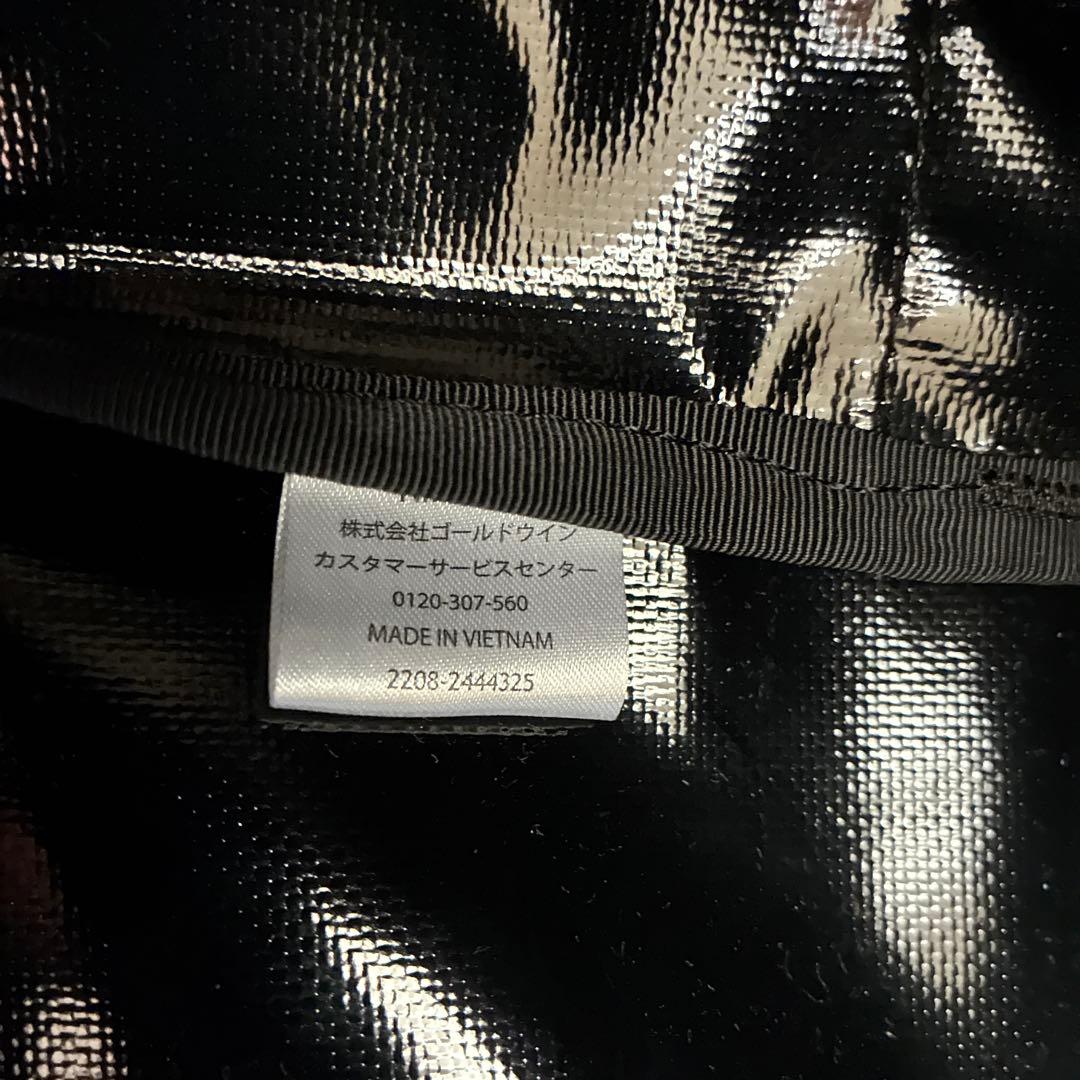 株式会社ゴールドウイン
カスタマーサービスセンター
0120-307-560
MADE IN VIETNAM
2208-2444325